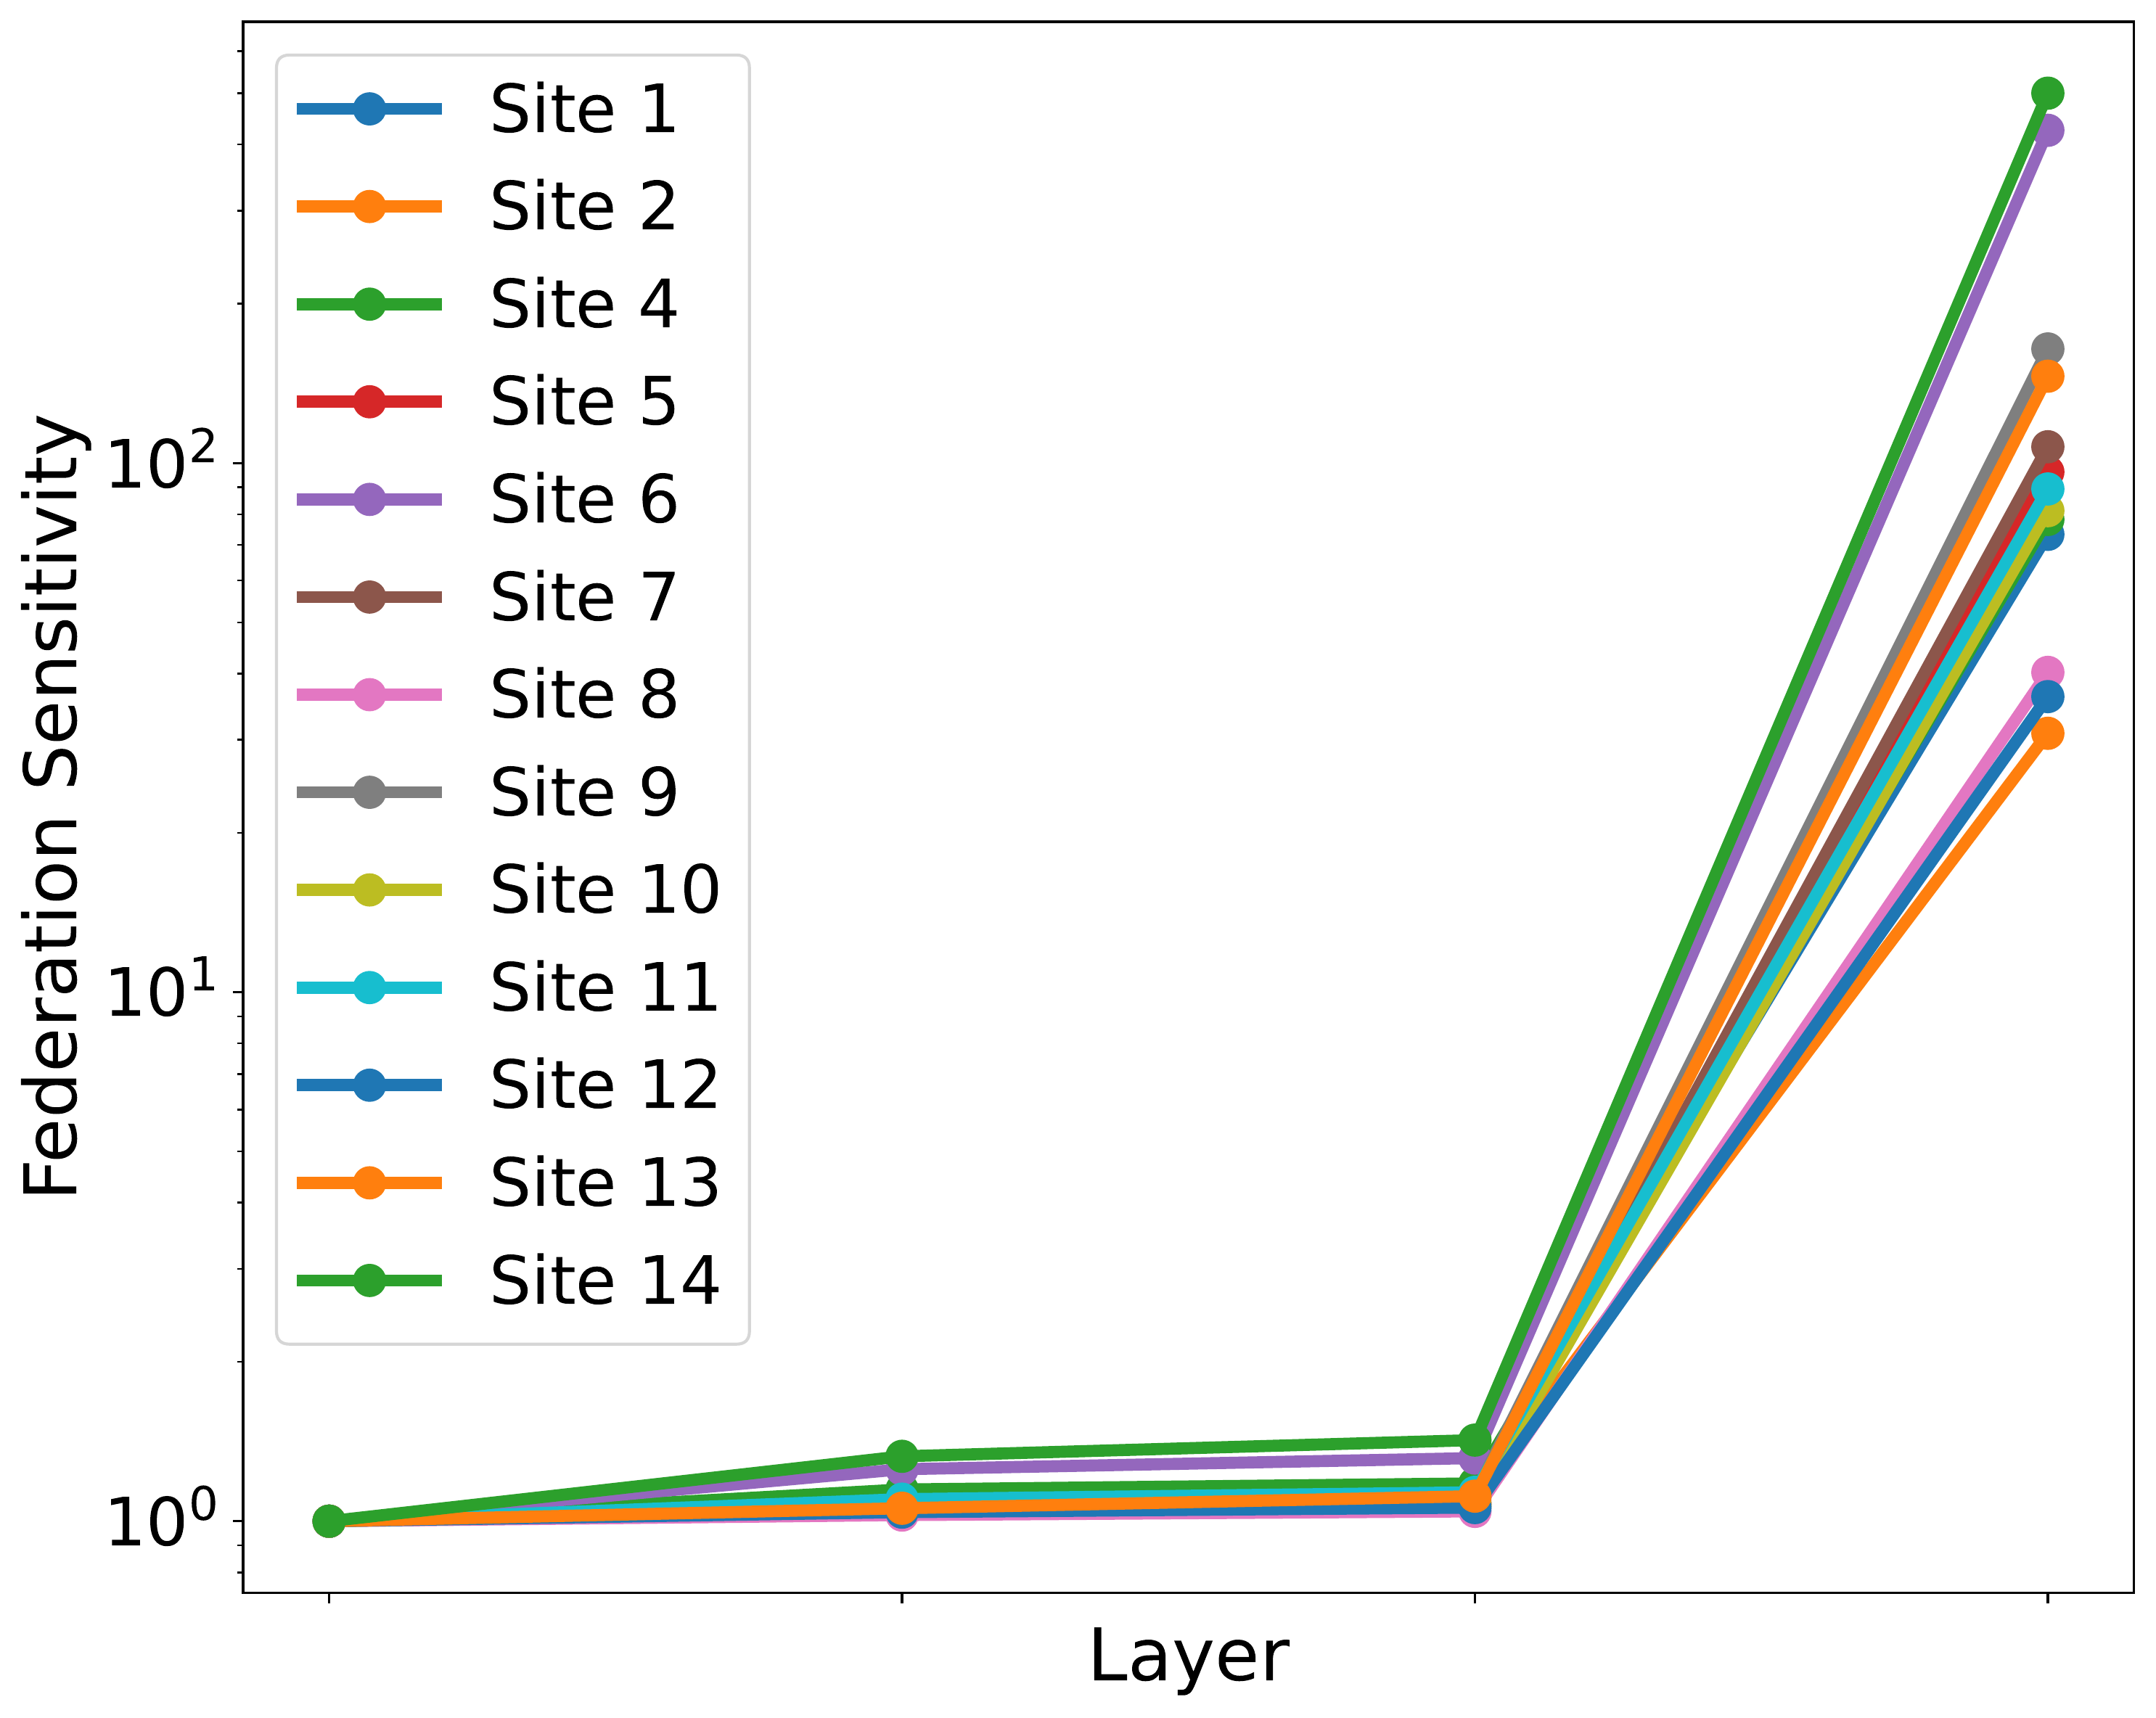 Federation Sensitivity
10²
10¹
10⁰
Site 1
Site 2
Site 4
Site 5
Site 6
Site 7
Site 8
Site 9
Site 10
Site 11
Site 12
Site 13
Site 14
Layer